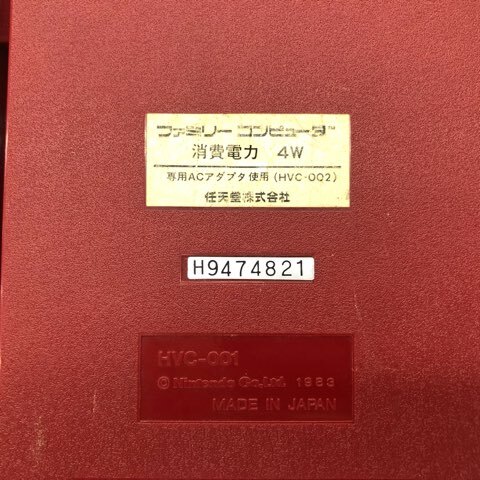 ファミリーコンピュータ™
消費電力 4W
専用ACアダプタ使用(HVC-002)
任天堂株式会社
H9474821
HVC-001
© Nintendo Co.,Ltd. 1983
MADE IN JAPAN